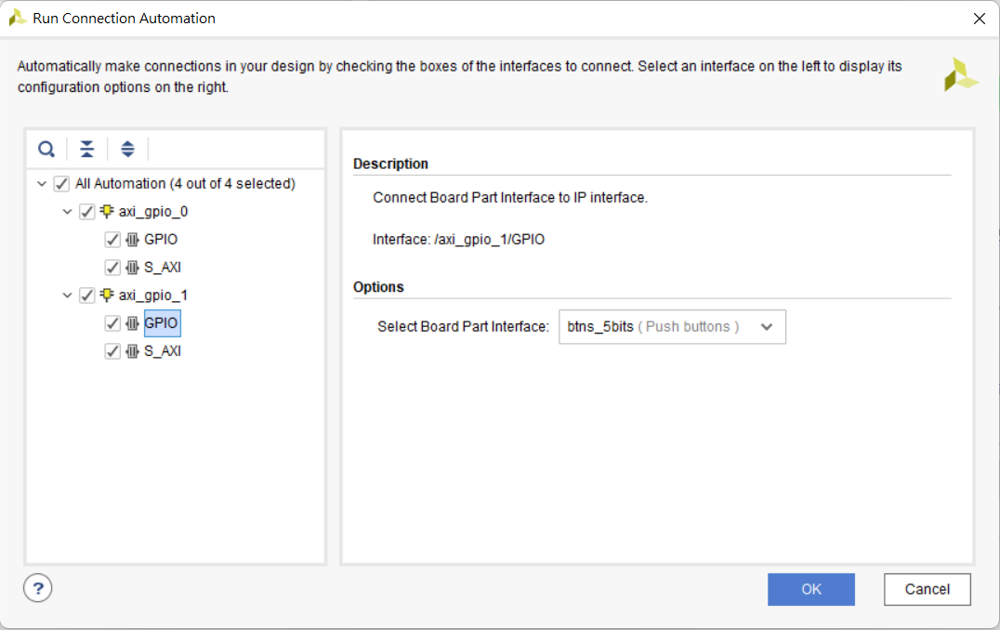 Run Connection Automation
Automatically make connections in your design by checking the boxes of the interfaces to connect. Select an interface on the left to display its
configuration options on the right.
All Automation (4 out of 4 selected)
axi_gpio_0
GPIO
S_AXI
axi_gpio_1
GPIO
S_AXI
Description
Connect Board Part Interface to IP interface.
Interface: /axi_gpio_1/GPIO
Options
Select Board Part Interface: btns_5bits ( Push buttons )
?
OK
Cancel